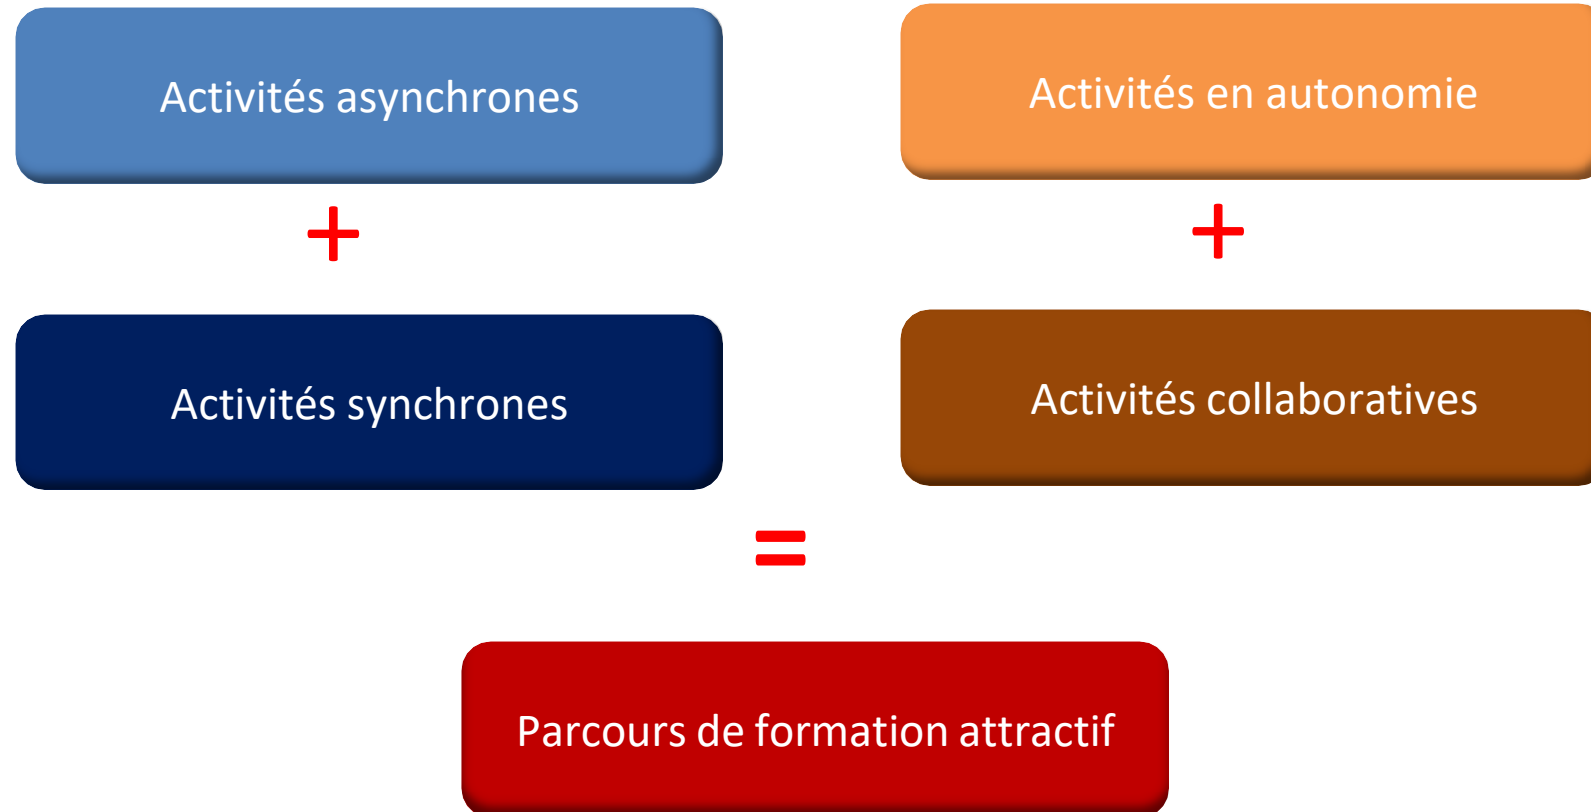 Activités asynchrones
+
Activités synchrones
Activités en autonomie
+
Activités collaboratives
=
Parcours de formation attractif